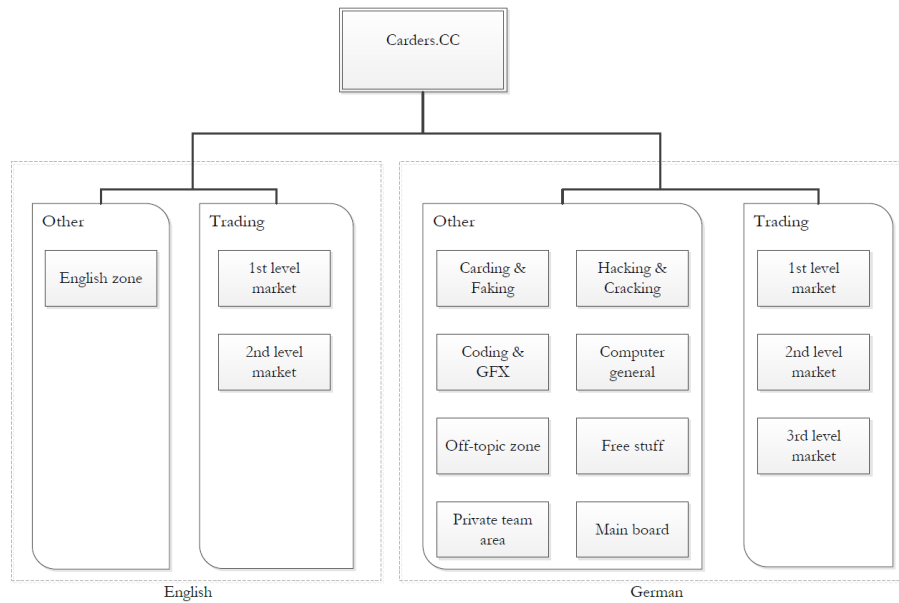 Carders.CC
Other
English zone
Trading
1st level
market
2nd level
market
English
Other
Carding &
Faking
Hacking &
Cracking
Coding &
GFX
Computer
general
Off-topic zone
Free stuff
Private team
area
Main board
Trading
1st level
market
2nd level
market
3rd level
market
German